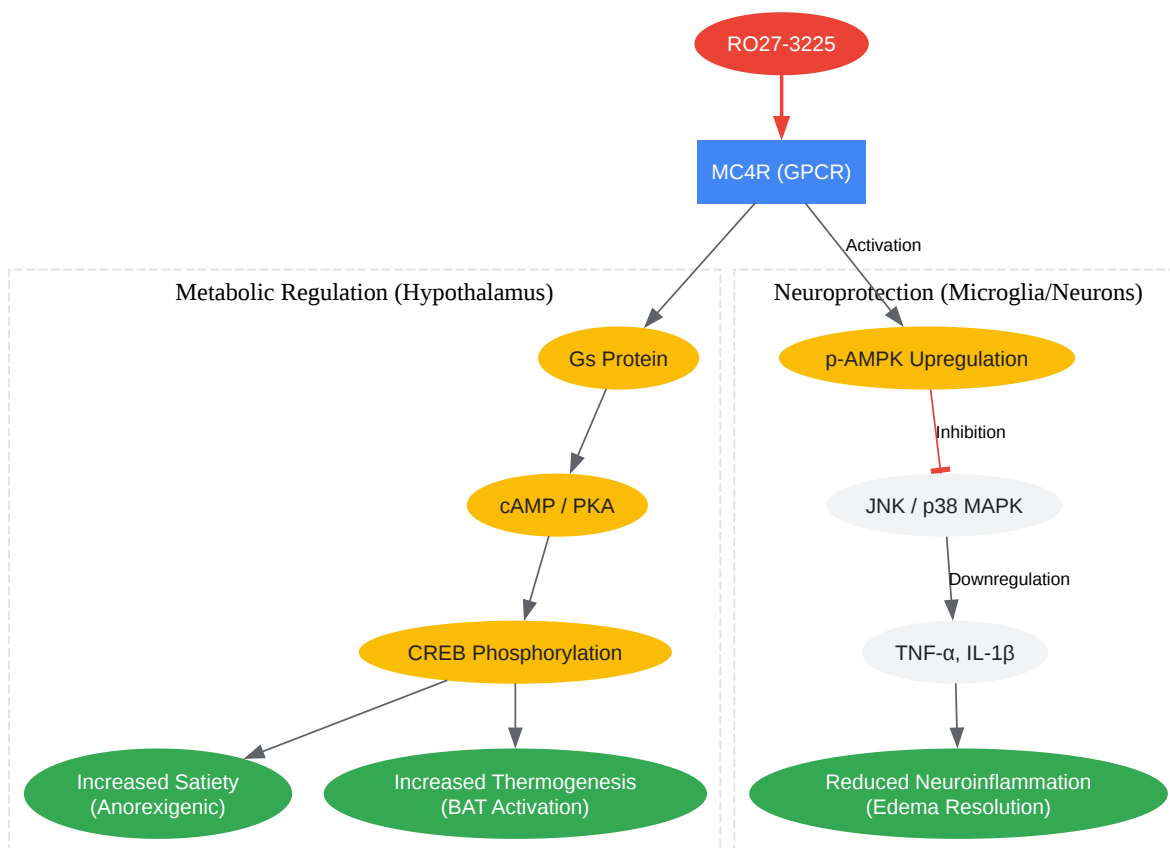 RO27-3225
MC4R (GPCR)
Activation
Metabolic Regulation (Hypothalamus)
Neuroprotection (Microglia/Neurons)
Gs Protein
p-AMPK Upregulation
Inhibition
cAMP / PKA
JNK / p38 MAPK
Downregulation
CREB Phosphorylation
TNF-α, IL-1β
Increased Satiety
(Anorexigenic)
Increased Thermogenesis
(BAT Activation)
Reduced Neuroinflammation
(Edema Resolution)